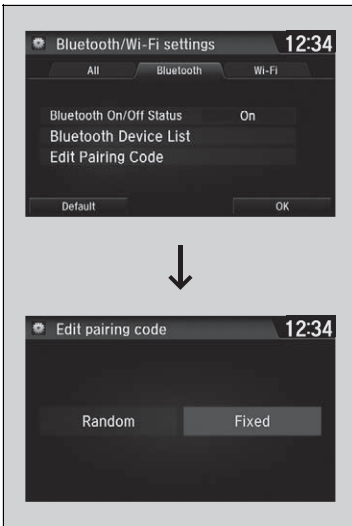 Bluetooth/Wi-Fi settings 12:34
All Bluetooth Wi-Fi
Bluetooth On/Off Status On
Bluetooth Device List
Edit Pairing Code
Default OK
Edit pairing code 12:34
Random Fixed